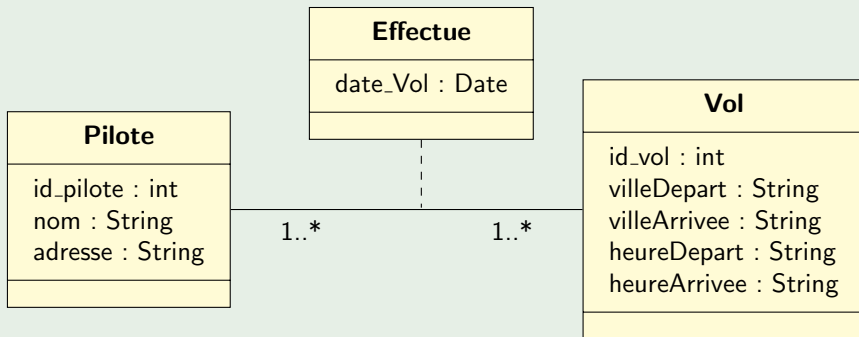 Effectue
date_Vol : Date
Pilote
id_pilote : int
nom : String
adresse : String
1..*
1..*
Vol
id_vol : int
villeDepart : String
villeArrivee : String
heureDepart : String
heureArrivee : String